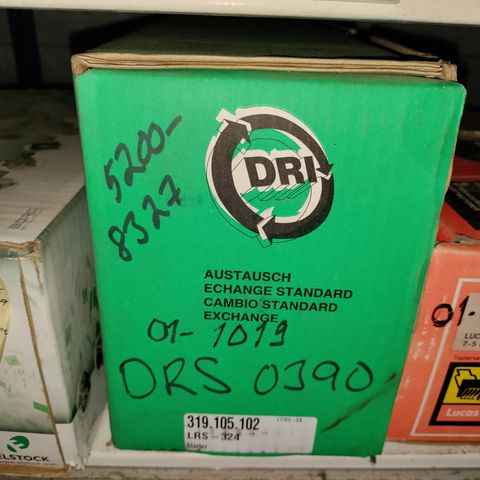 5200-
8327
DRI
AUSTAUSCH
ECHANGE STANDARD
CAMBIO STANDARD
EXCHANGE
01-1019
DRS 0390
319.105.102
LRS-324
Starter
ELSTOCK
01-
Lucas